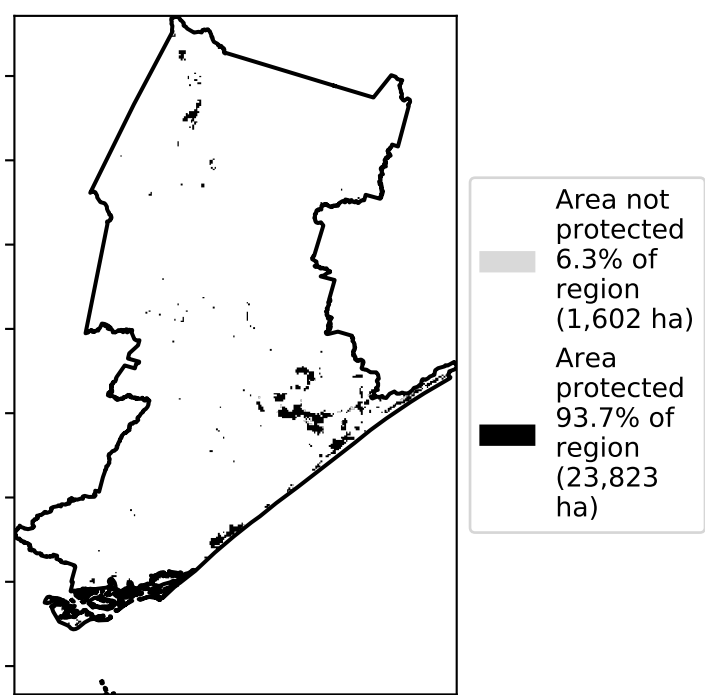 Area not
protected
6.3% of
region
(1,602 ha)
Area
protected
93.7% of
region
(23,823
ha)